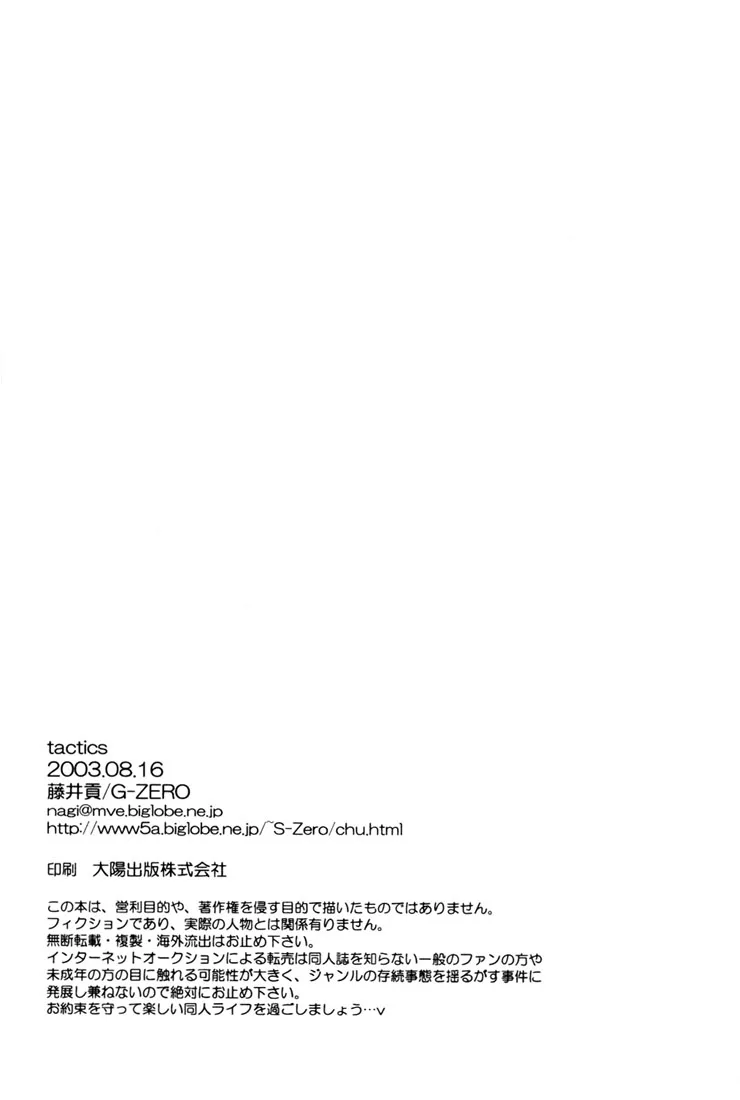 tactics
2003.08.16
藤井貢/G-ZERO
nagi@mve.biglobe.ne.jp
http://www5a.biglobe.ne.jp/~S-Zero/chu.html
印刷　大陽出版株式会社
この本は、営利目的や、著作権を侵す目的で描いたものではありません。
フィクションであり、実際の人物とは関係有りません。
無断転載・複製・海外流出はお止め下さい。
インターネットオークションによる転売は同人誌を知らない一般のファンの方や
未成年の方の目に触れる可能性が大きく、ジャンルの存続事態を揺るがす事件に
発展し兼ねないので絶対にお止め下さい。
お約束を守って楽しい同人ライフを過ごしましょう…v